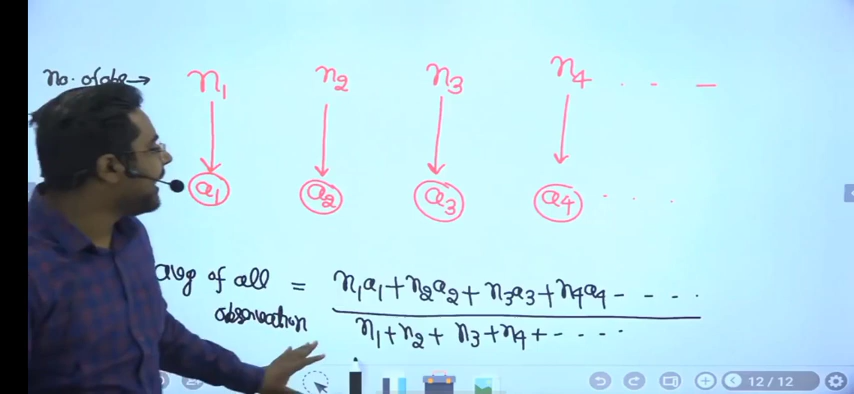 No. of obs → n1 n2 n3 n4 . . –
a1 a2 a3 a4 . . .
avg of all observation = n1a1 + n2a2 + n3a3 + n4a4 - - - . .
n1 + n2 + n3 + n4 + - - - . .
12 / 12